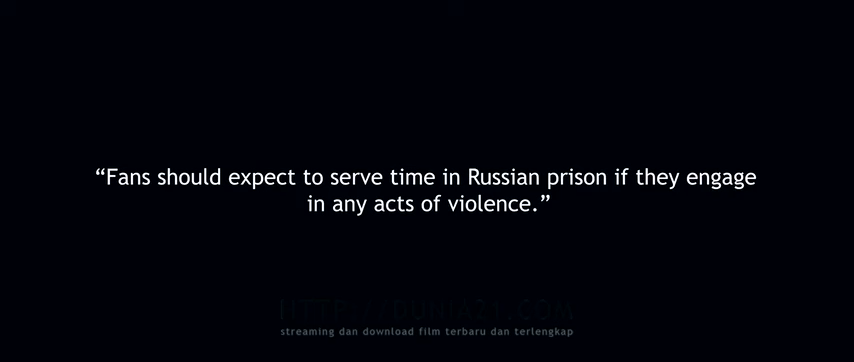 “Fans should expect to serve time in Russian prison if they engage
in any acts of violence.”
HTTP://DUNIA21.COM
streaming dan download film terbaru dan terlengkap